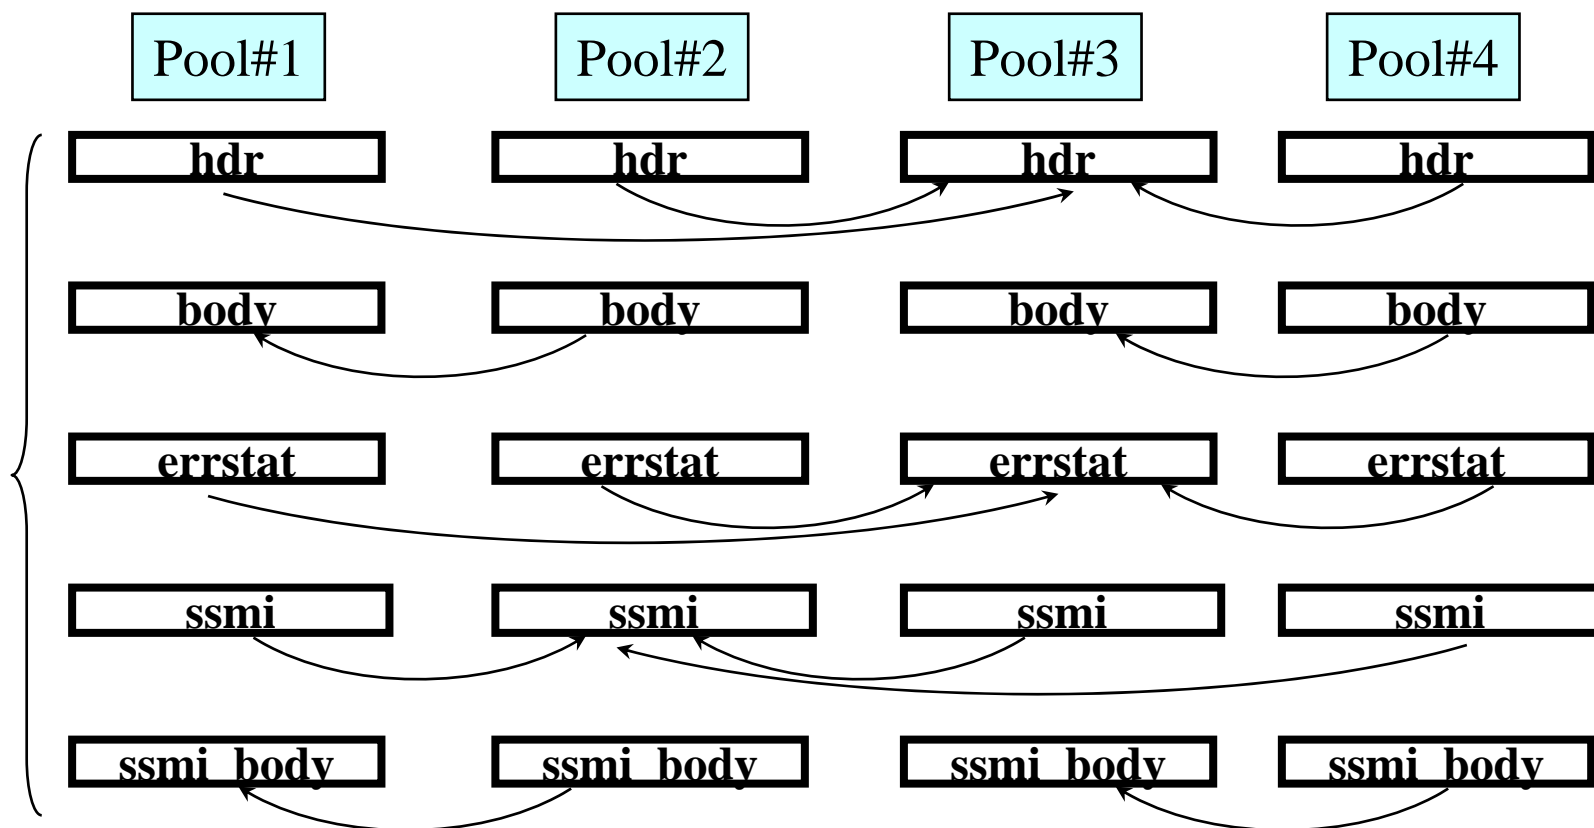 Pool#1 Pool#2 Pool#3 Pool#4
hdr hdr hdr hdr
body body body body
errstat errstat errstat errstat
ssmi ssmi ssmi ssmi
ssmi_body ssmi_body ssmi_body ssmi_body